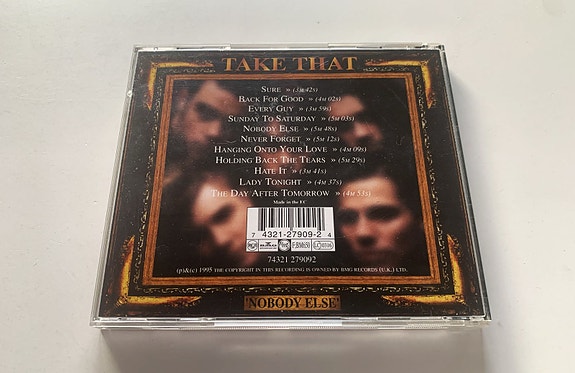 TAKE THAT
SURE » (3M 42S)
BACK FOR GOOD » (4M 02S)
EVERY GUY » (3M 59S)
SUNDAY TO SATURDAY » (5M 03S)
NOBODY ELSE » (5M 48S)
NEVER FORGET » (5M 12S)
HANGING ONTO YOUR LOVE » (4M 09S)
HOLDING BACK THE TEARS » (5M 29S)
HATE IT » (3M 41S)
LADY TONIGHT » (4M 37S)
THE DAY AFTER TOMORROW » (4M 53S)
Made in the EC
7 4321-27909-2 4
74321 279092
(p)&(c) 1995 THE COPYRIGHT IN THIS RECORDING IS OWNED BY BMG RECORDS (U.K.) LTD.
'NOBODY ELSE'